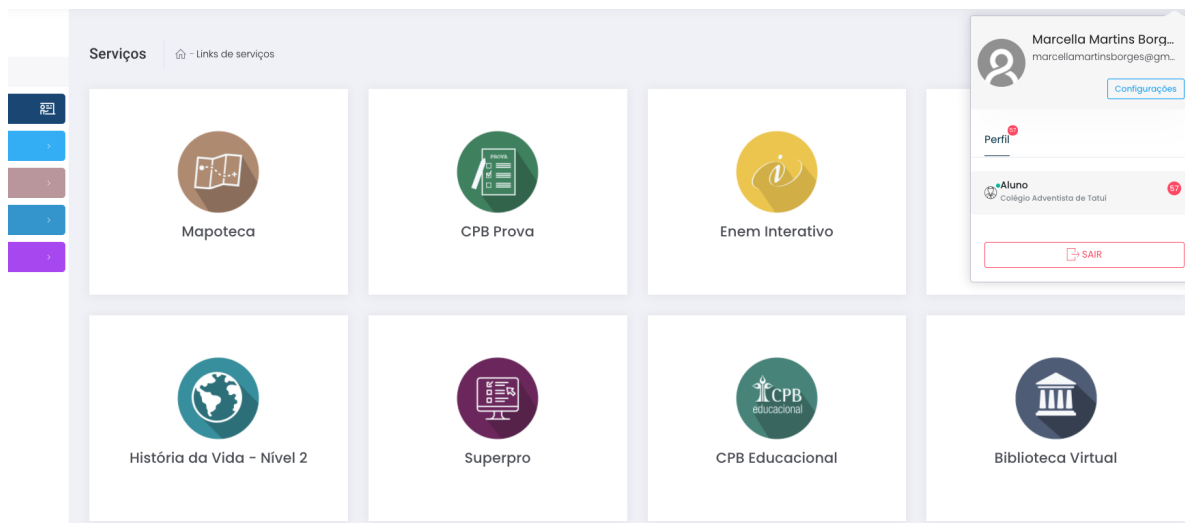 Serviços
- Links de serviços
Marcella Martins Borg...
marcellamartinsborges@gm...
Configurações
Perfil
57
Aluno
Colégio Adventista de Tatuí
57
SAIR
Mapoteca
PROVA
CPB Prova
i
Enem Interativo
História da Vida - Nível 2
Superpro
CPB
educacional
CPB Educacional
Biblioteca Virtual